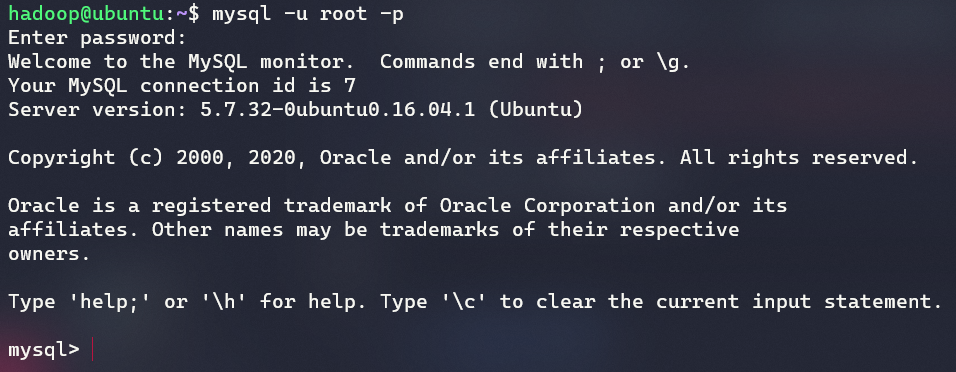 hadoop@ubuntu:~$ mysql -u root -p
Enter password:
Welcome to the MySQL monitor.  Commands end with ; or \g.
Your MySQL connection id is 7
Server version: 5.7.32-0ubuntu0.16.04.1 (Ubuntu)
Copyright (c) 2000, 2020, Oracle and/or its affiliates. All rights reserved.
Oracle is a registered trademark of Oracle Corporation and/or its
affiliates. Other names may be trademarks of their respective
owners.
Type 'help;' or '\h' for help. Type '\c' to clear the current input statement.
mysql>